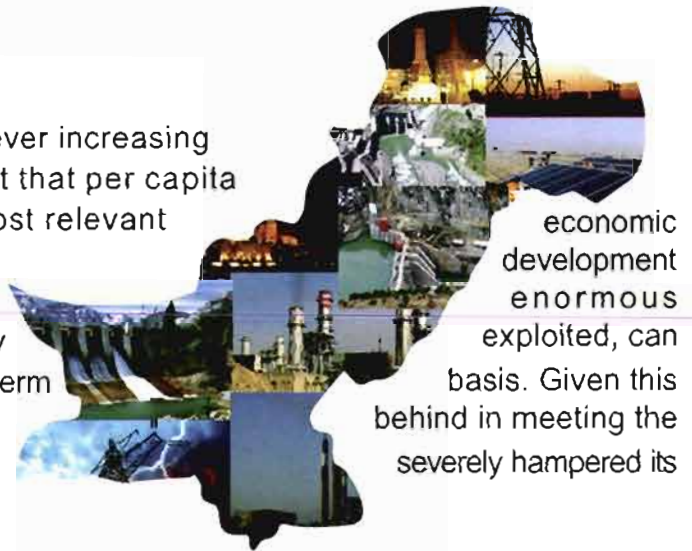 ever increasing
t that per capita
ost relevant economic
development
enormous
y exploited, can
erm basis. Given this
behind in meeting the
severely hampered its